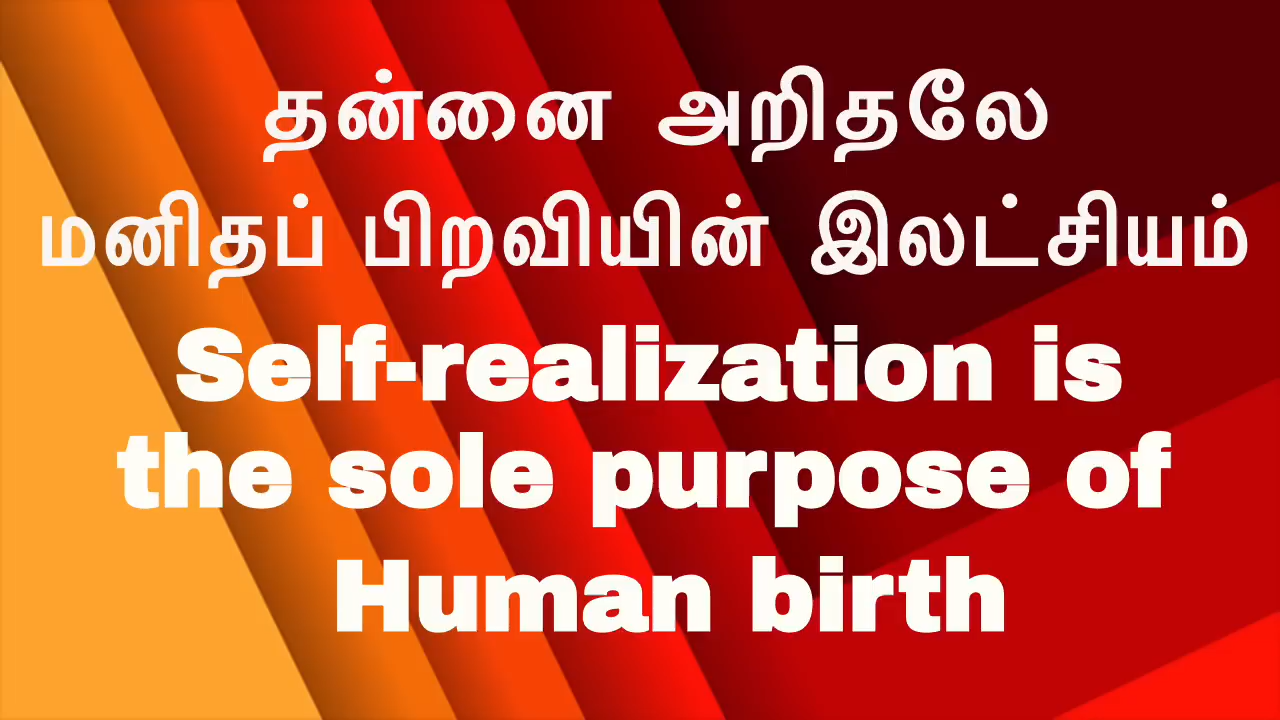 தன்னை அறிதலே
மனிதப் பிறவியின் இலட்சியம்
Self-realization is
the sole purpose of
Human birth